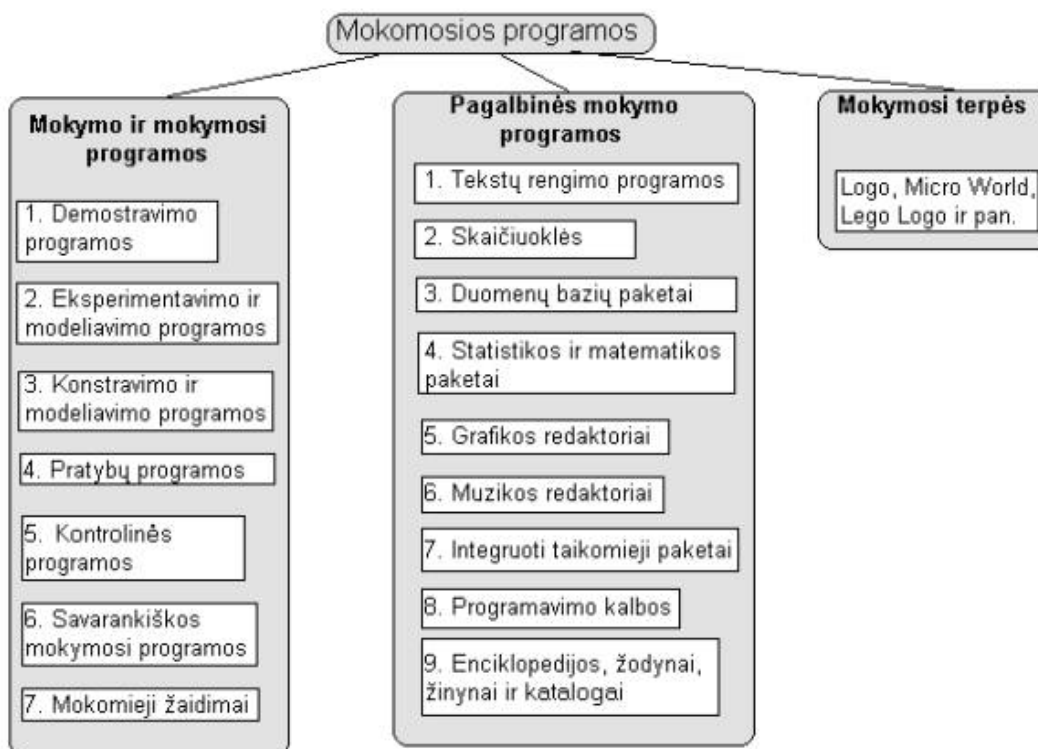 Mokomosios programos
Mokymo ir mokymosi
programos
1. Demostravimo
programos
2. Eksperimentavimo ir
modeliavimo programos
3. Konstravimo ir
modeliavimo programos
4. Pratybų programos
5. Kontrolinės
programos
6. Savarankiškos
mokymosi programos
7. Mokomieji žaidimai
Pagalbinės mokymo
programos
1. Tekstų rengimo programos
2. Skaičiuoklės
3. Duomenų bazių paketai
4. Statistikos ir matematikos
paketai
5. Grafikos redaktoriai
6. Muzikos redaktoriai
7. Integruoti taikomieji paketai
8. Programavimo kalbos
9. Enciklopedijos, žodynai,
žinynai ir katalogai
Mokymosi terpės
Logo, Micro World,
Lego Logo ir pan.